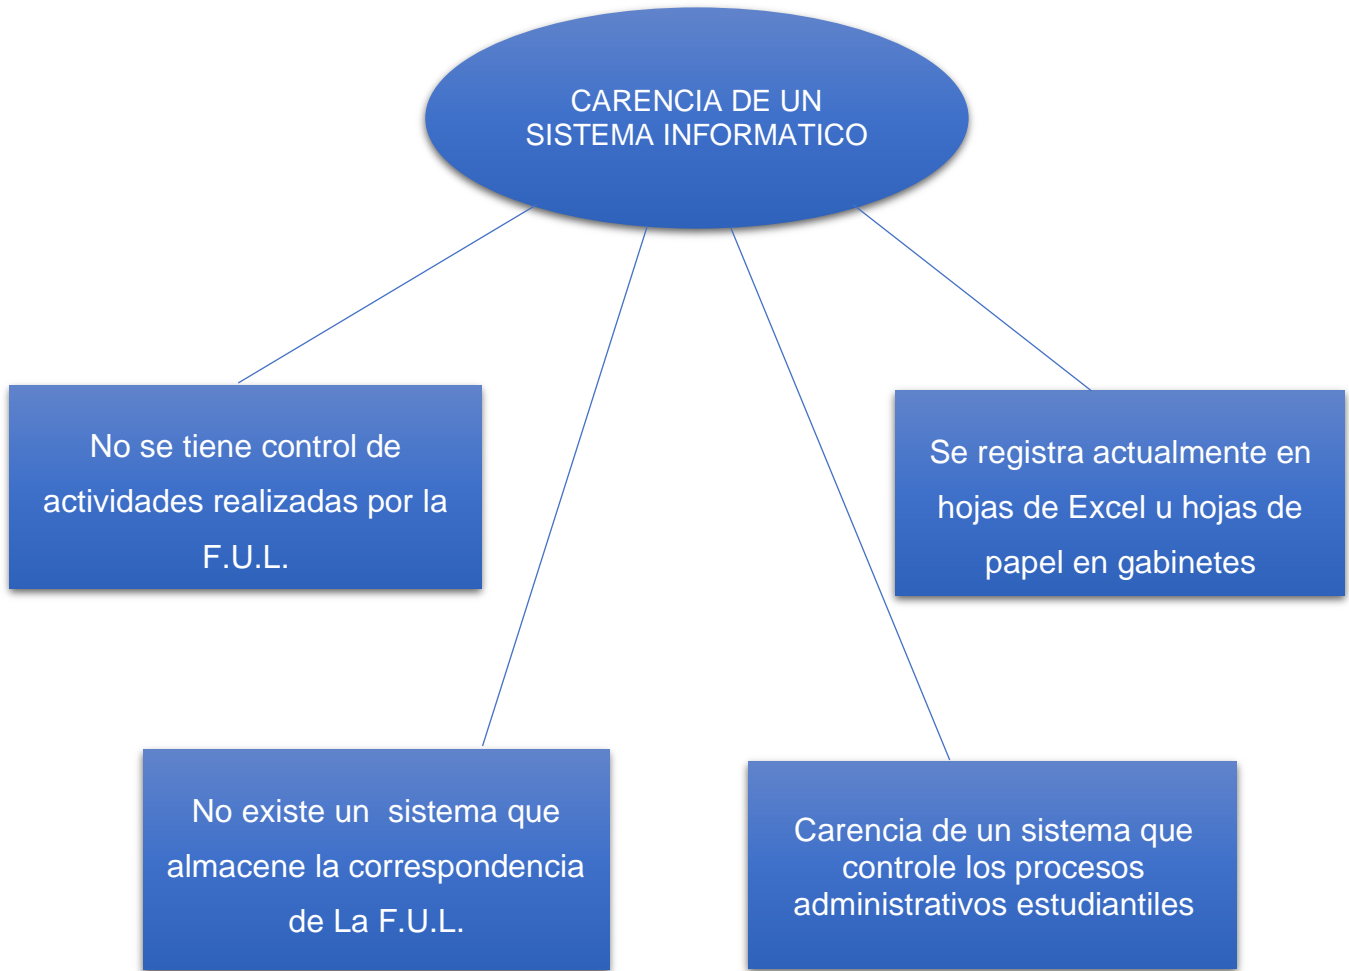 CARENCIA DE UN
SISTEMA INFORMATICO
No se tiene control de
actividades realizadas por la
F.U.L.
Se registra actualmente en
hojas de Excel u hojas de
papel en gabinetes
No existe un  sistema que
almacene la correspondencia
de La F.U.L.
Carencia de un sistema que
controle los procesos
administrativos estudiantiles